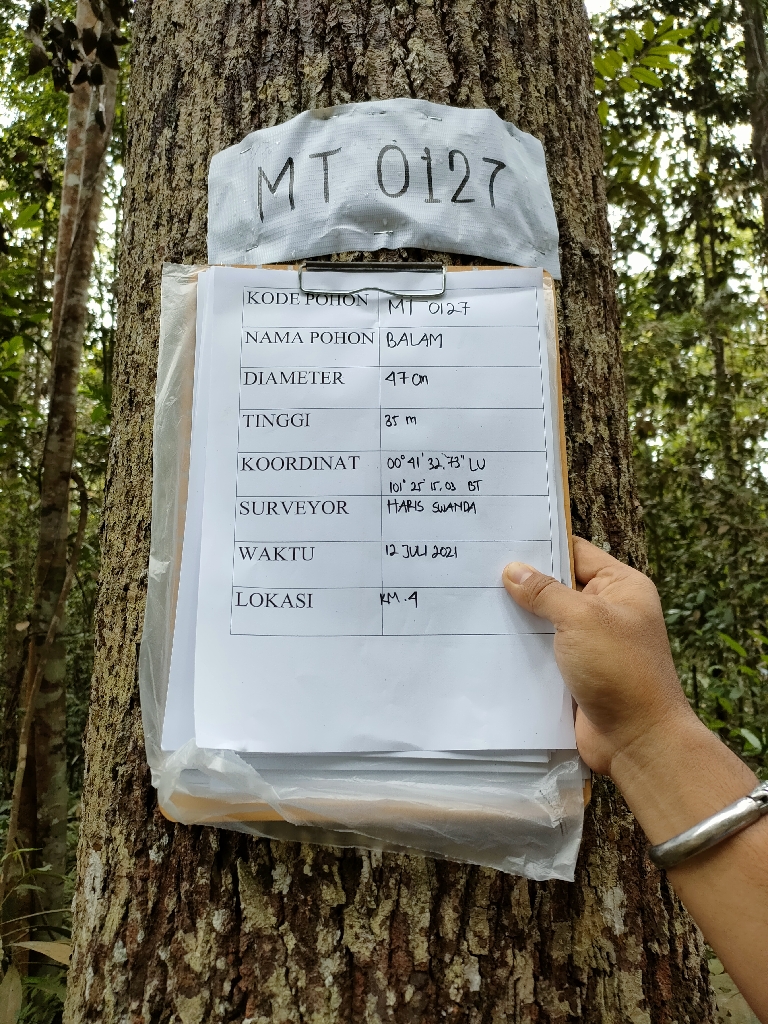 MT 0127
KODE POHON MT 0127
NAMA POHON BALAM
DIAMETER 47 cm
TINGGI 35 m
KOORDINAT 00° 41' 32,73" LU
101° 25' 15,03 BT
SURVEYOR HARIS SUANDA
WAKTU 12 JULI 2021
LOKASI KM.4